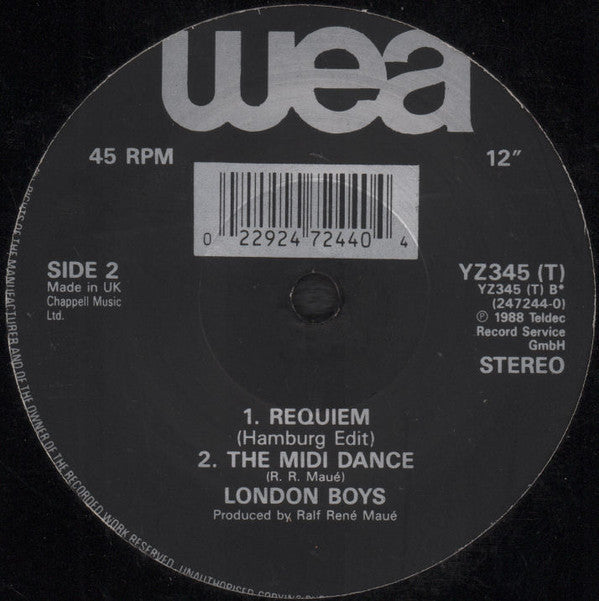 wea
45 RPM
12"
0 22924 72440 4
SIDE 2
Made in UK
Chappell Music
Ltd.
YZ345 (T)
YZ345 (T) B*
(247244-0)
℗ 1988 Teldec
Record Service
GmbH
STEREO
1. REQUIEM
(Hamburg Edit)
2. THE MIDI DANCE
(R. R. Maué)
LONDON BOYS
Produced by Ralf René Maué
RIGHTS OF THE MANUFACTURER AND OF THE OWNER OF THE RECORDED WORK RESERVED. UNAUTHORISED COPYING